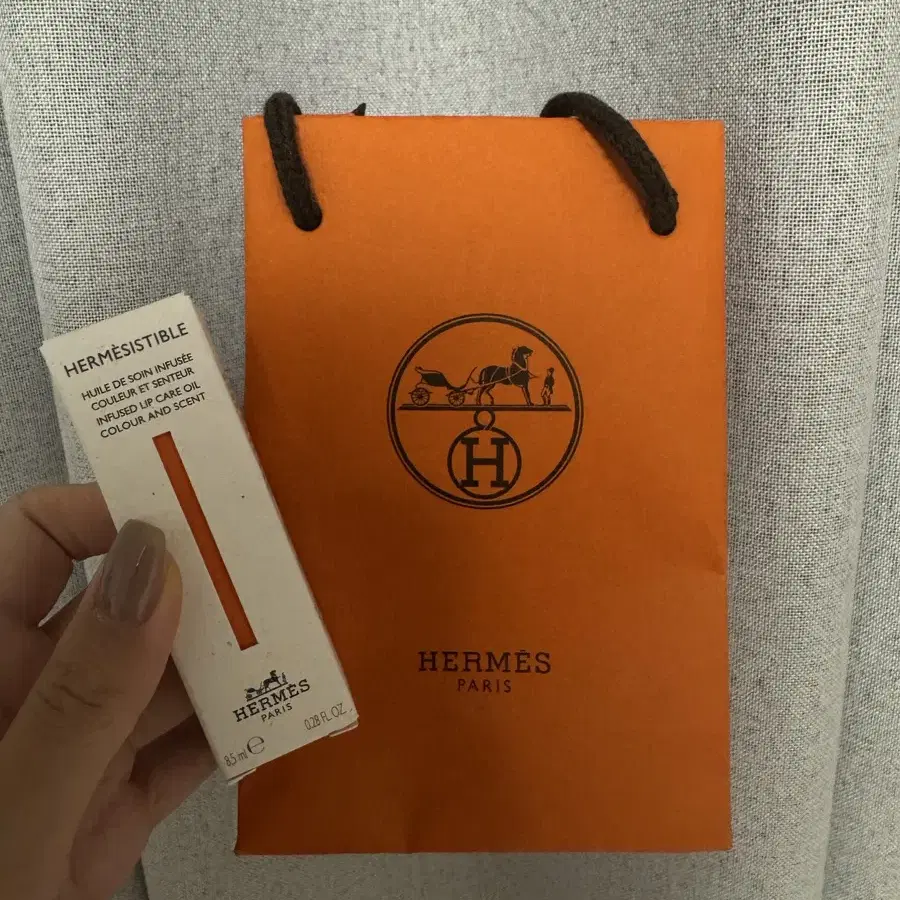 HERMÈSISTIBLE
HUILE DE SOIN INFUSÉE
COULEUR ET SENTEUR
INFUSED LIP CARE OIL
COLOUR AND SCENT
HERMÈS
PARIS
8,5 ml ℮
0.28 FL. OZ.
H
HERMÈS
PARIS